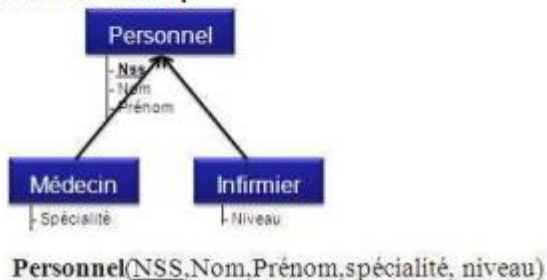 Personnel
- Nss
- Nom
- Prénom
Médecin
Infirmier
- Spécialité
- Niveau
Personnel(NSS,Nom,Prénom,spécialité, niveau)